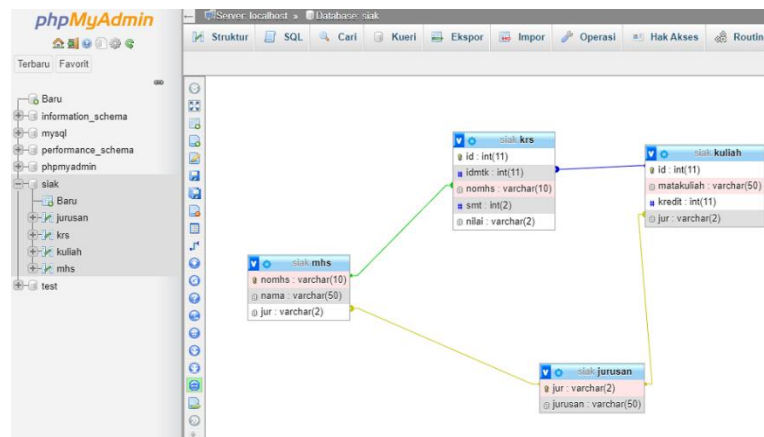 phpMyAdmin
Terbaru Favorit
Baru
information_schema
mysql
performance_schema
phpmyadmin
siak
Baru
jurusan
krs
kuliah
mhs
test
Server: localhost » Database: siak
Struktur SQL Cari Kueri Ekspor Impor Operasi Hak Akses Routin
siak krs
id : int(11)
idmtk : int(11)
nomhs : varchar(10)
smt : int(2)
nilai : varchar(2)
siak kuliah
id : int(11)
matakuliah : varchar(50)
kredit : int(11)
jur : varchar(2)
siak mhs
nomhs : varchar(10)
nama : varchar(50)
jur : varchar(2)
siak jurusan
jur : varchar(2)
jurusan : varchar(50)